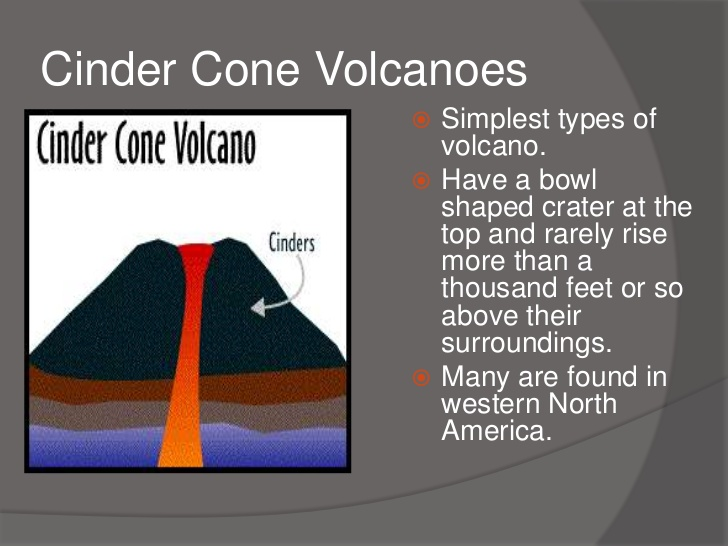 Cinder Cone Volcanoes
Cinder Cone Volcano
Cinders
Simplest types of
volcano.
Have a bowl
shaped crater at the
top and rarely rise
more than a
thousand feet or so
above their
surroundings.
Many are found in
western North
America.